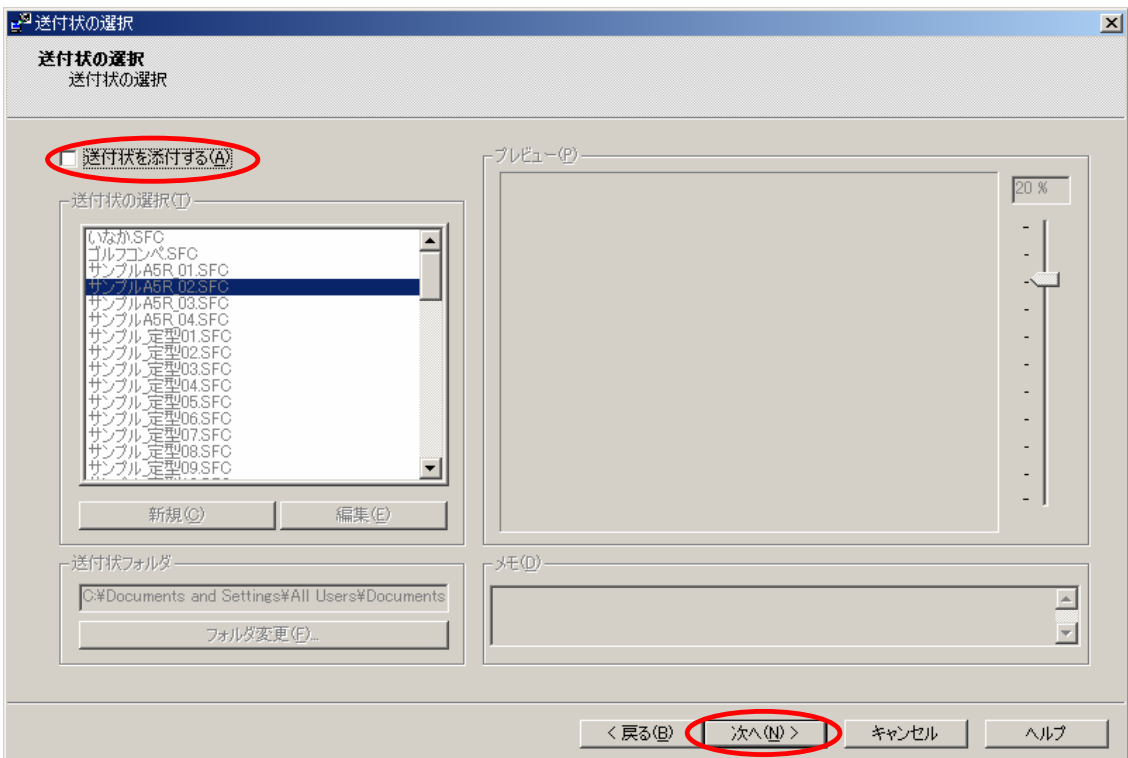 送付状の選択
送付状の選択
送付状の選択
送付状を添付する(A)
送付状の選択(T)
いなか.SFC
ゴルフコンペ.SFC
サンプルA5R_01.SFC
サンプルA5R_02.SFC
サンプルA5R_03.SFC
サンプルA5R_04.SFC
サンプル_定型01.SFC
サンプル_定型02.SFC
サンプル_定型03.SFC
サンプル_定型04.SFC
サンプル_定型05.SFC
サンプル_定型06.SFC
サンプル_定型07.SFC
サンプル_定型08.SFC
サンプル_定型09.SFC
新規(C)
編集(E)
送付状フォルダ
C:¥Documents and Settings¥All Users¥Documents
フォルダ変更(F)...
プレビュー(P)
20 %
メモ(D)
< 戻る(B)
次へ(N) >
キャンセル
ヘルプ